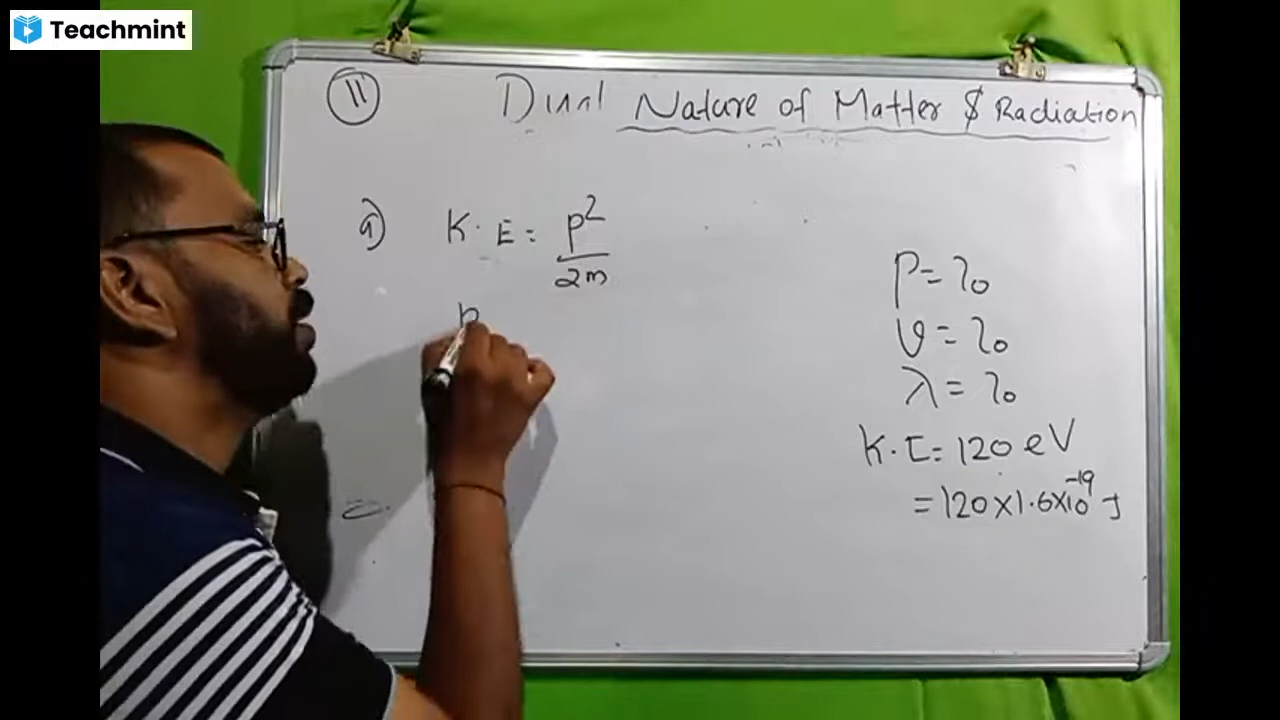 Teachmint
11 Dual Nature of Matter & Radiation
a) K.E = p²/2m
p
p = ?
v = ?
λ = ?
K.E = 120 eV
= 120 × 1.6 × 10⁻¹⁹ J